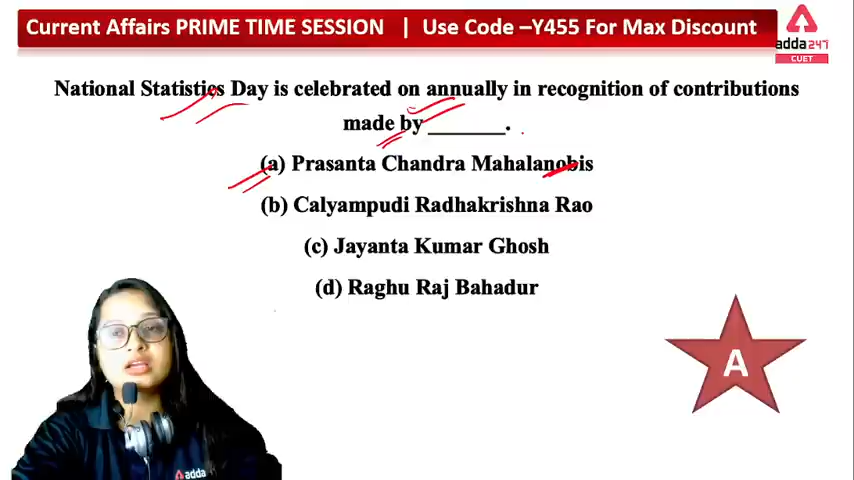 Current Affairs PRIME TIME SESSION | Use Code –Y455 For Max Discount
adda247
CUET
National Statistics Day is celebrated on annually in recognition of contributions
made by _______.
(a) Prasanta Chandra Mahalanobis
(b) Calyampudi Radhakrishna Rao
(c) Jayanta Kumar Ghosh
(d) Raghu Raj Bahadur
A
adda